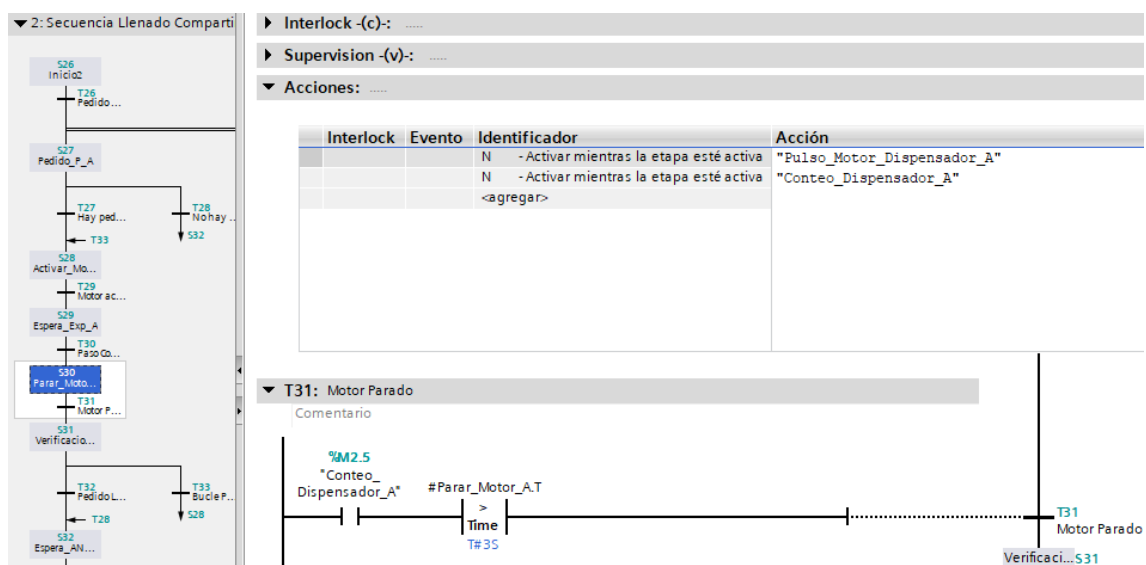 2: Secuencia Llenado Comparti
S26
Inicio2
T26
Pedido...
S27
Pedido_P_A
T27
Hay ped...
T28
No hay ..
T33
S32
S28
Activar_Mo...
T29
Motor ac...
S29
Espera_Exp_A
T30
Paso Co...
S30
Parar_Moto...
T31
Motor P...
S31
Verificacio...
T32
Pedido L...
T33
Bucle P..
T28
S28
S32
Espera_AN...
Interlock -(c)-: .....
Supervision -(v)-: .....
Acciones: .....
Interlock Evento Identificador Acción
N - Activar mientras la etapa esté activa "Pulso_Motor_Dispensador_A"
N - Activar mientras la etapa esté activa "Conteo_Dispensador_A"
<agregar>
T31: Motor Parado
Comentario
%M2.5
"Conteo_
Dispensador_A"
#Parar_Motor_A.T
>
Time
T#3S
T31
Motor Parado
Verificaci... S31